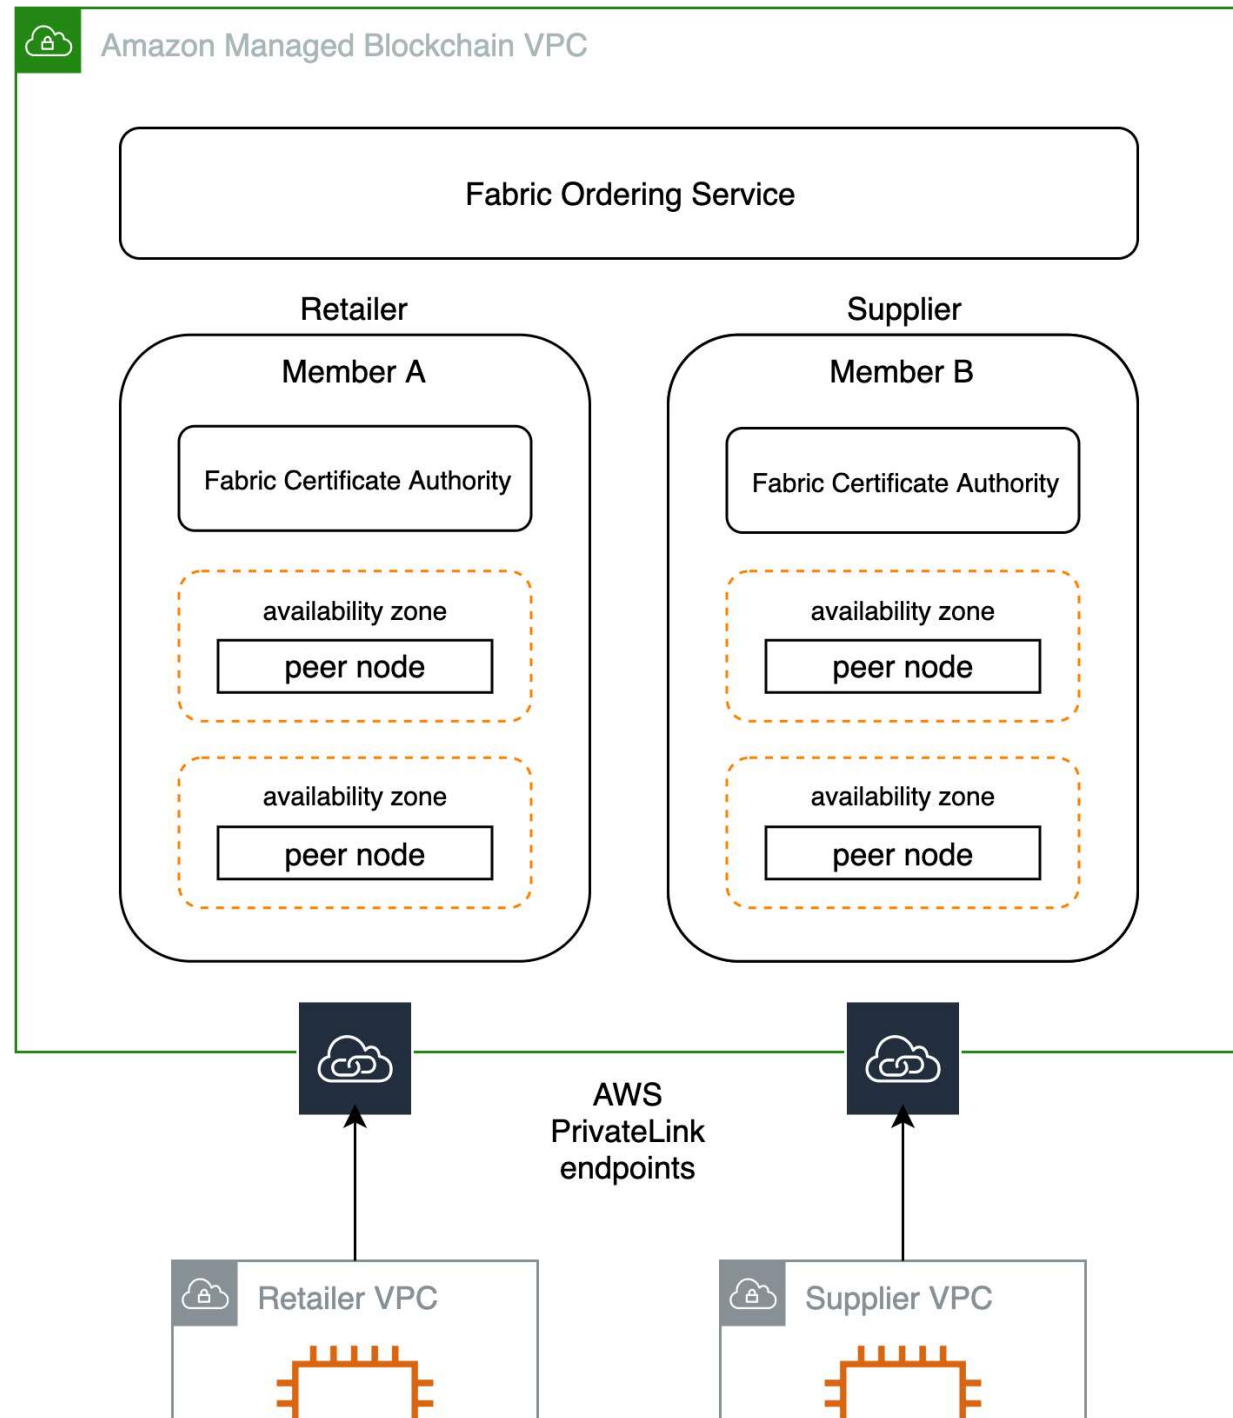 Amazon Managed Blockchain VPC
Fabric Ordering Service
Retailer
Member A
Fabric Certificate Authority
availability zone
peer node
availability zone
peer node
Supplier
Member B
Fabric Certificate Authority
availability zone
peer node
availability zone
peer node
AWS
PrivateLink
endpoints
Retailer VPC
Supplier VPC